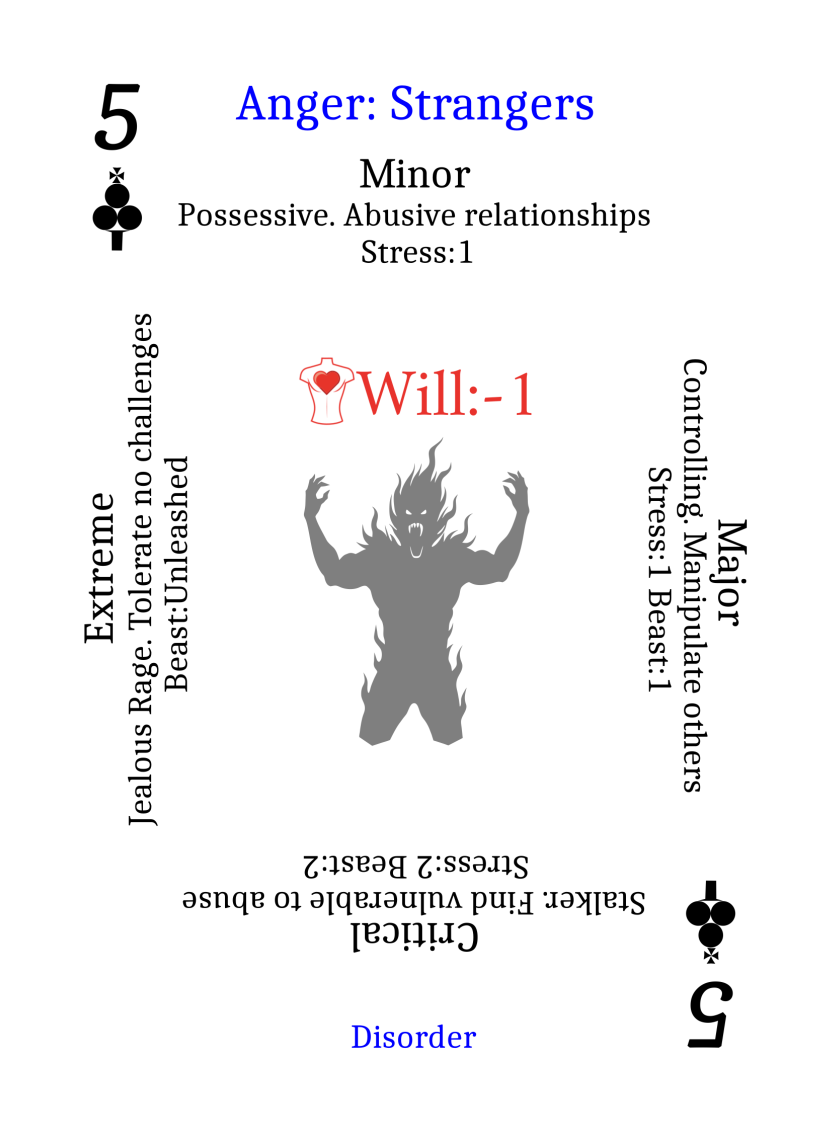 5
Anger: Strangers
Minor
Possessive. Abusive relationships
Stress:1
Will:-1
Extreme
Jealous Rage. Tolerate no challenges
Beast:Unleashed
Major
Controlling. Manipulate others
Stress:1 Beast:1
Critical
Stalker. Find vulnerable to abuse
Stress:2 Beast:2
5
Disorder